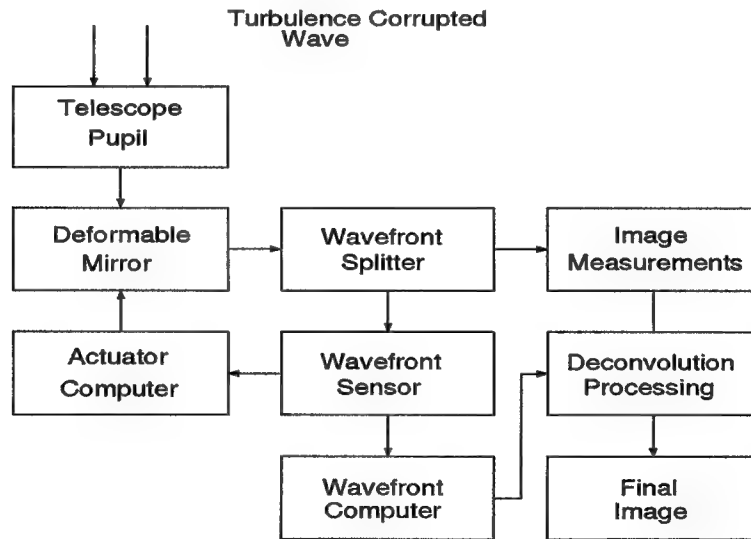 Turbulence Corrupted
Wave
Telescope
Pupil
Deformable
Mirror
Wavefront
Splitter
Image
Measurements
Actuator
Computer
Wavefront
Sensor
Deconvolution
Processing
Wavefront
Computer
Final
Image